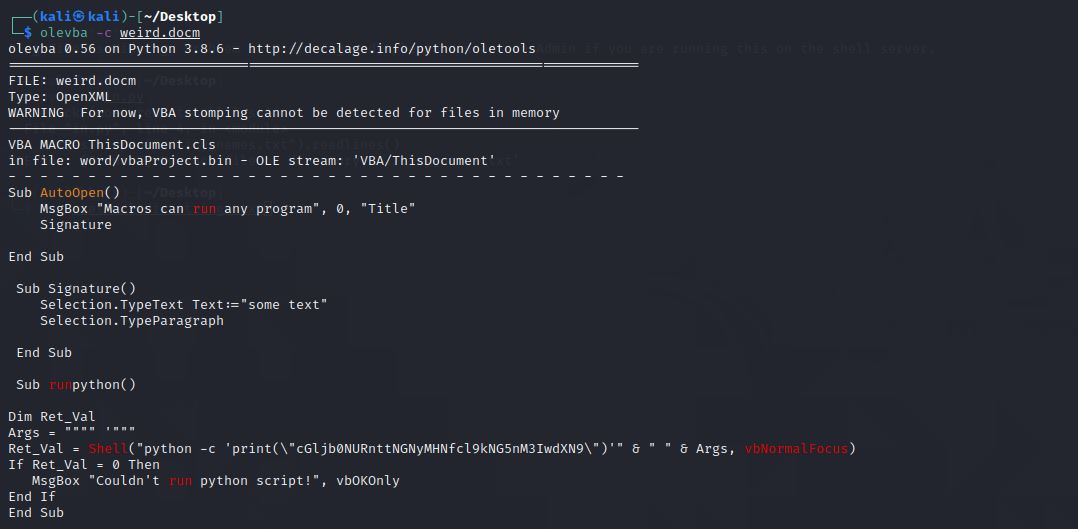 ┌──(kali㉿kali)-[~/Desktop]
└─$ olevba -c weird.docm
olevba 0.56 on Python 3.8.6 - http://decalage.info/python/oletools
===============================================================================
FILE: weird.docm
Type: OpenXML
WARNING  For now, VBA stomping cannot be detected for files in memory
-------------------------------------------------------------------------------
VBA MACRO ThisDocument.cls
in file: word/vbaProject.bin - OLE stream: 'VBA/ThisDocument'
- - - - - - - - - - - - - - - - - - - - - - - - - - - - - - - - - - - - - - -
Sub AutoOpen()
    MsgBox "Macros can run any program", 0, "Title"
    Signature

End Sub

 Sub Signature()
    Selection.TypeText Text:="some text"
    Selection.TypeParagraph

 End Sub

 Sub runpython()

Dim Ret_Val
Args = """" '"""
Ret_Val = Shell("python -c 'print(\"cGljb0NURnttNGNyMHNfcl9kNG5nM3IwdXN9\")'" & " " & Args, vbNormalFocus)
If Ret_Val = 0 Then
   MsgBox "Couldn't run python script!", vbOKOnly
End If
End Sub